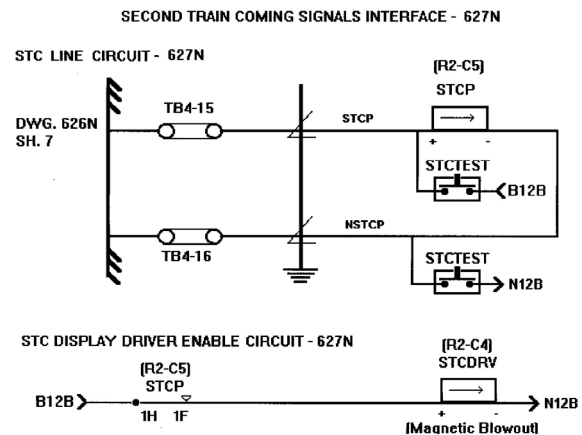 SECOND TRAIN COMING SIGNALS INTERFACE - 627N
STC LINE CIRCUIT - 627N
(R2-C5)
STCP
TB4-15
DWG. 626N
SH. 7
STCP
+ -
STCTEST
B12B
NSTCP
TB4-16
STCTEST
N12B
STC DISPLAY DRIVER ENABLE CIRCUIT - 627N
(R2-C5)
STCP
(R2-C4)
STCDRV
B12B
N12B
1H 1F
+ -
(Magnetic Blowout)